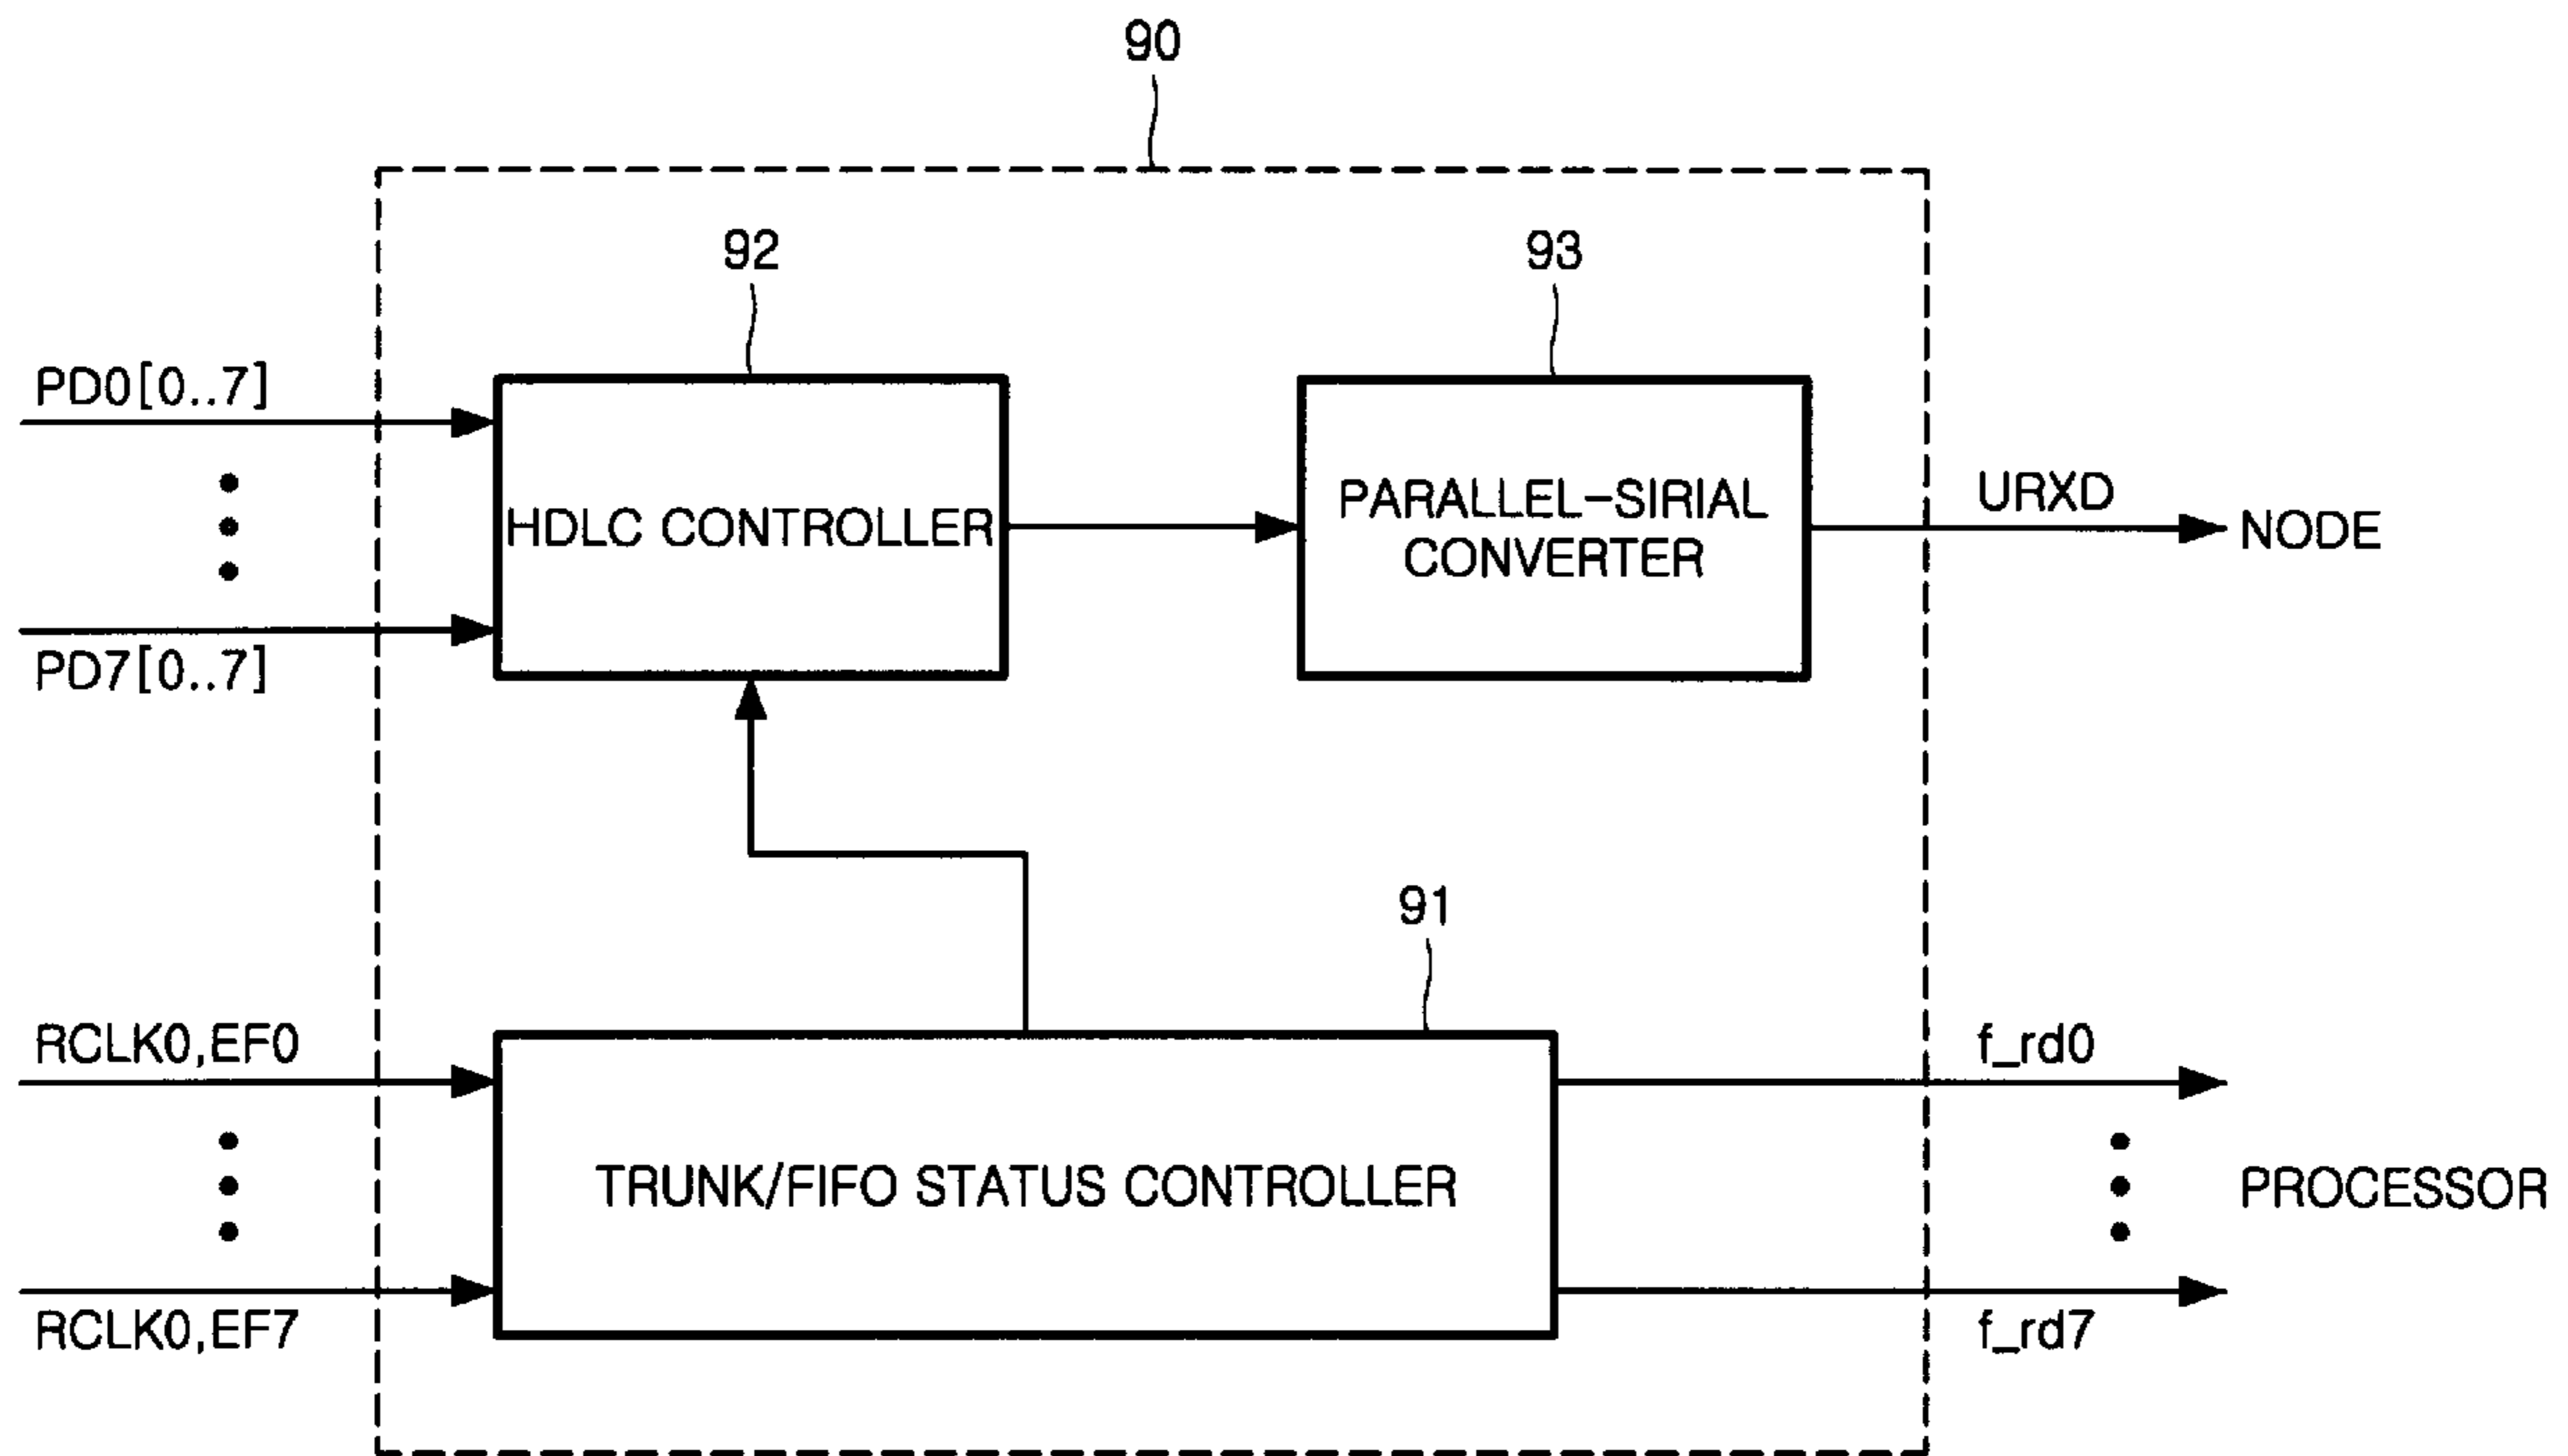 90
92
93
PD0[0..7]
PD7[0..7]
HDLC CONTROLLER
PARALLEL-SIRIAL
CONVERTER
URXD
NODE
91
RCLK0,EF0
RCLK0,EF7
TRUNK/FIFO STATUS CONTROLLER
f_rd0
f_rd7
PROCESSOR